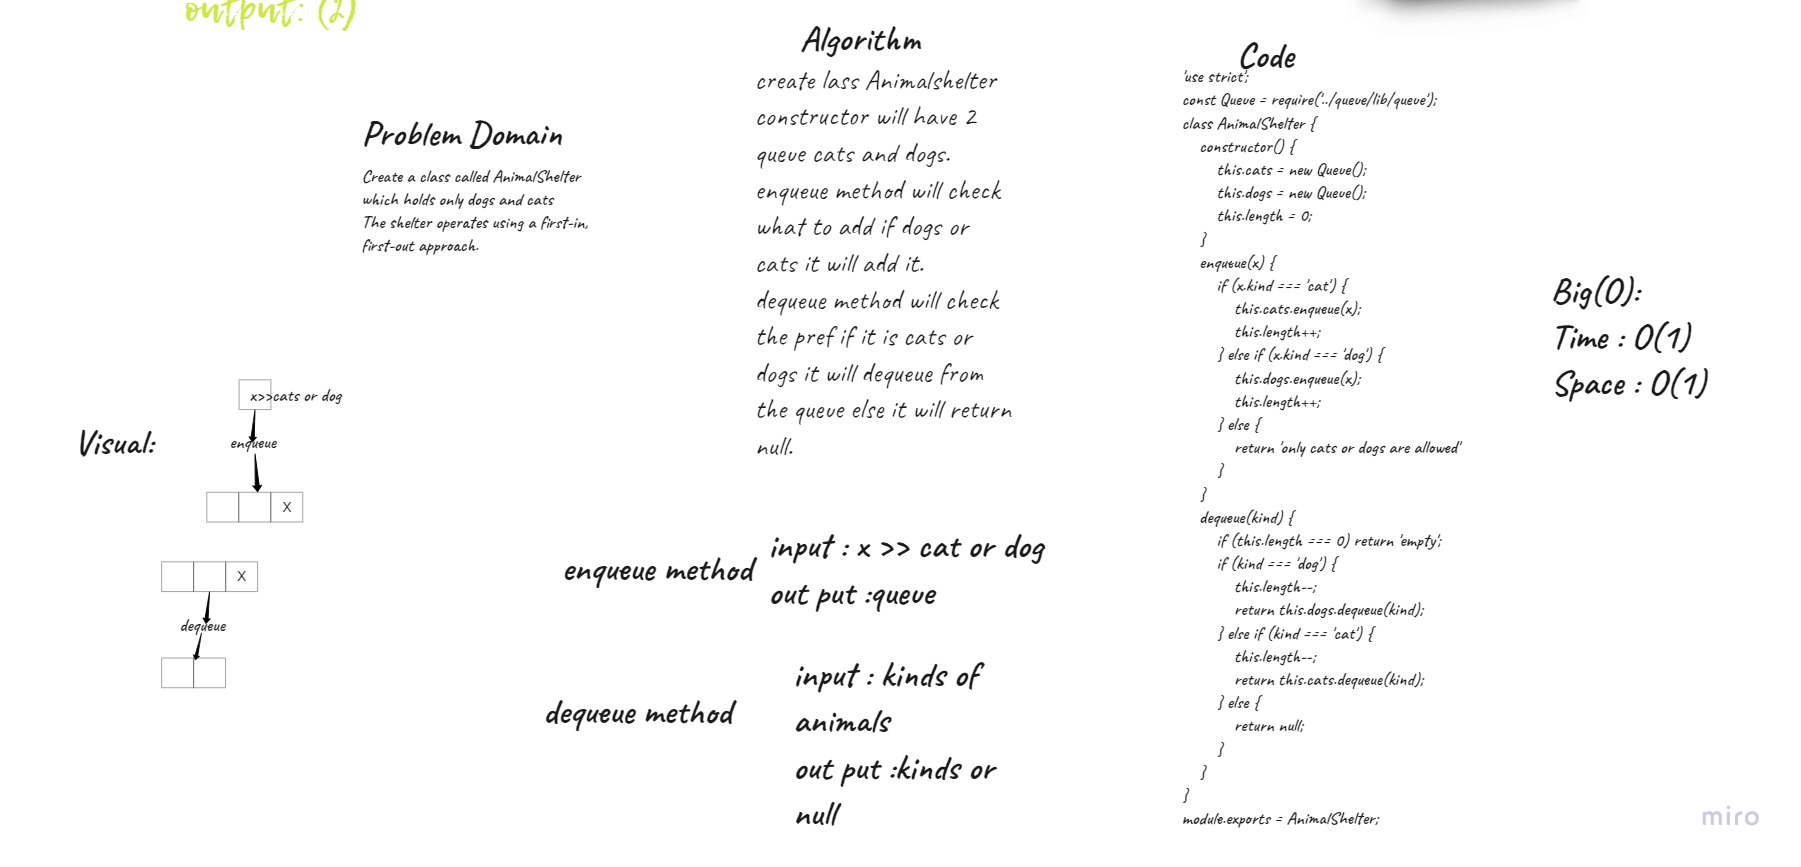 output: (2)
Problem Domain
Create a class called AnimalShelter
which holds only dogs and cats
The shelter operates using a first-in,
first-out approach.
Visual:
x>>cats or dog
enqueue
X
X
dequeue
Algorithm
create lass Animalshelter
constructor will have 2
queue cats and dogs.
enqueue method will check
what to add if dogs or
cats it will add it.
dequeue method will check
the pref if it is cats or
dogs it will dequeue from
the queue else it will return
null.
enqueue method
input : x >> cat or dog
out put :queue
dequeue method
input : kinds of
animals
out put :kinds or
null
Code
'use strict';
const Queue = require('../queue/lib/queue');
class AnimalShelter {
constructor() {
this.cats = new Queue();
this.dogs = new Queue();
this.length = 0;
}
enqueue(x) {
if (x.kind === 'cat') {
this.cats.enqueue(x);
this.length++;
} else if (x.kind === 'dog') {
this.dogs.enqueue(x);
this.length++;
} else {
return 'only cats or dogs are allowed'
}
}
dequeue(kind) {
if (this.length === 0) return 'empty';
if (kind === 'dog') {
this.length--;
return this.dogs.dequeue(kind);
} else if (kind === 'cat') {
this.length--;
return this.cats.dequeue(kind);
} else {
return null;
}
}
}
module.exports = AnimalShelter;
Big(O):
Time : O(1)
Space : O(1)
miro